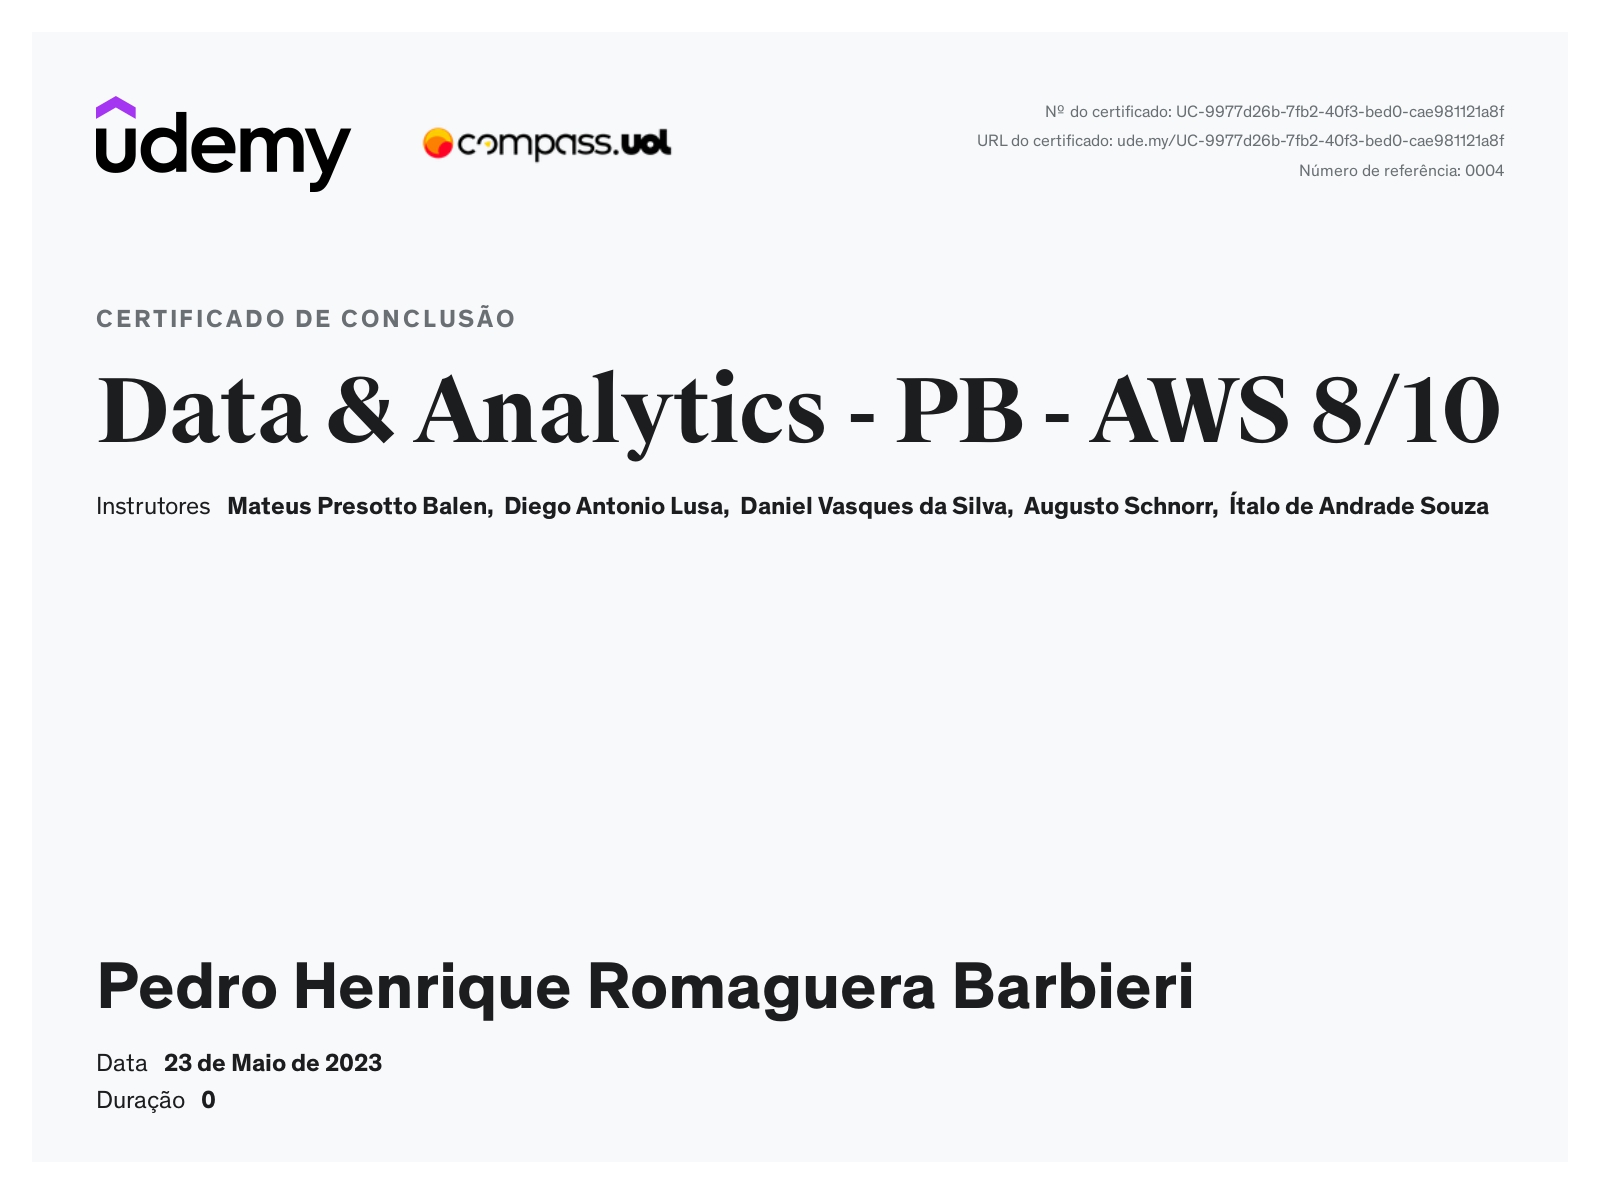 udemy
compass.uol
Nº do certificado: UC-9977d26b-7fb2-40f3-bed0-cae981121a8f
URL do certificado: ude.my/UC-9977d26b-7fb2-40f3-bed0-cae981121a8f
Número de referência: 0004
CERTIFICADO DE CONCLUSÃO
Data & Analytics - PB - AWS 8/10
Instrutores Mateus Presotto Balen, Diego Antonio Lusa, Daniel Vasques da Silva, Augusto Schnorr, Ítalo de Andrade Souza
Pedro Henrique Romaguera Barbieri
Data 23 de Maio de 2023
Duração 0